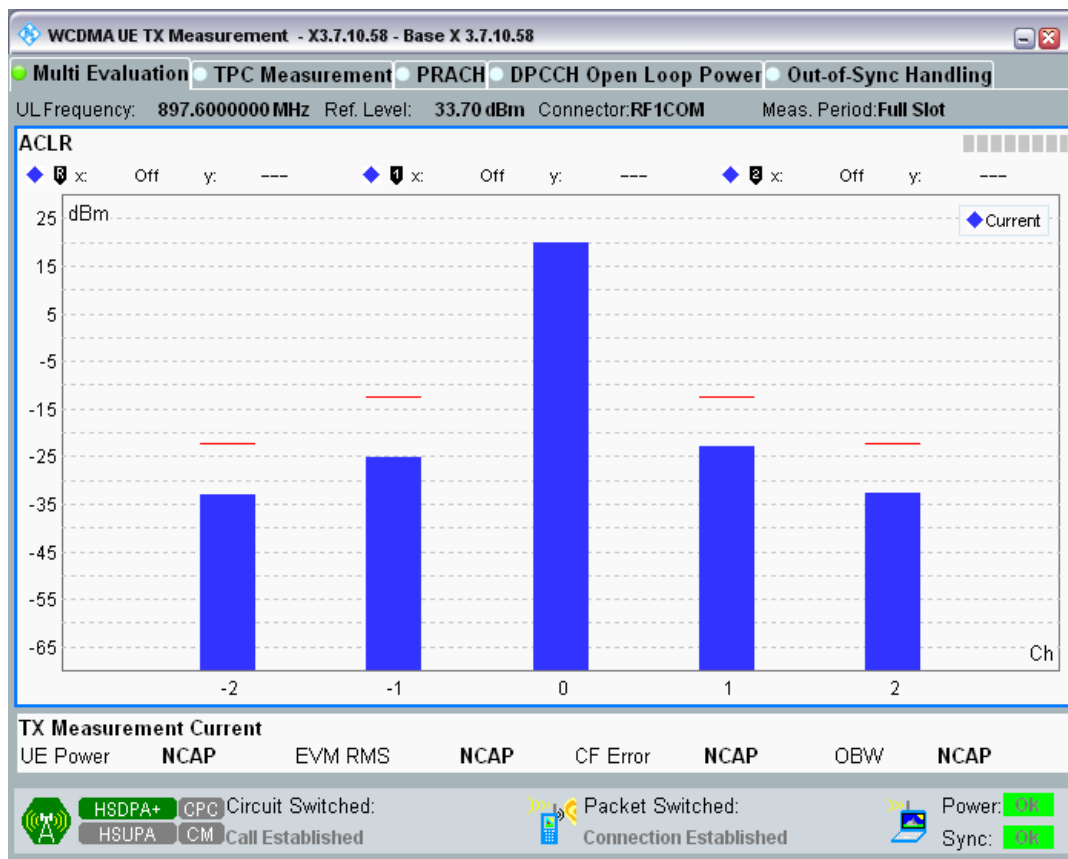 WCDMA UE TX Measurement - X3.7.10.58 - Base X 3.7.10.58
Multi Evaluation TPC Measurement PRACH DPCCH Open Loop Power Out-of-Sync Handling
UL Frequency: 897.6000000 MHz Ref. Level: 33.70 dBm Connector:RF1COM Meas. Period:Full Slot
ACLR
R x: Off y: --- 1 x: Off y: --- 2 x: Off y: ---
dBm
Current
25
15
5
-5
-15
-25
-35
-45
-55
-65
Ch
-2 -1 0 1 2
TX Measurement Current
UE Power NCAP EVM RMS NCAP CF Error NCAP OBW NCAP
HSDPA+ CPC Circuit Switched: Packet Switched: Power: OK
HSUPA CM Call Established Connection Established Sync: OK